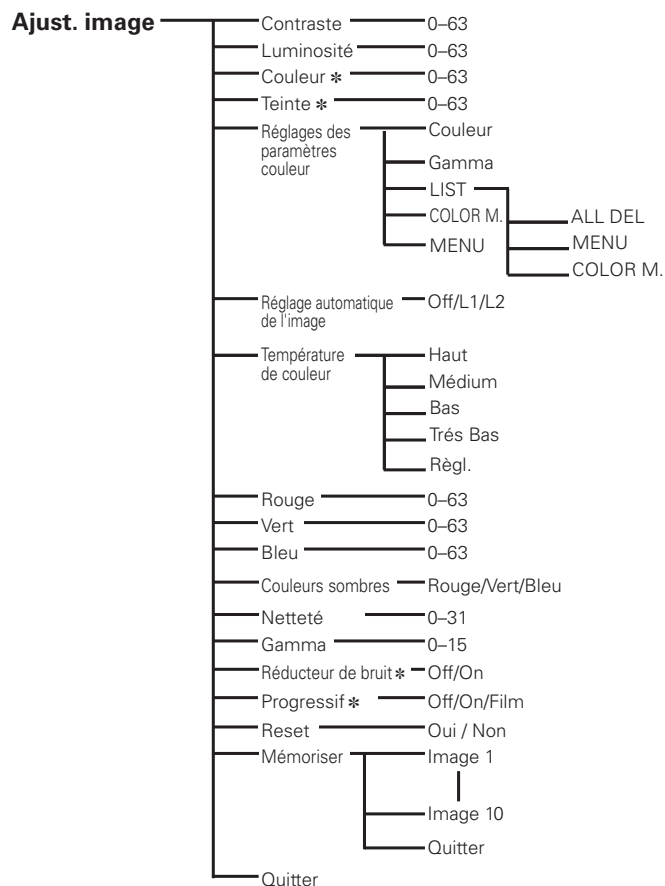 Ajust. image
Contraste 0–63
Luminosité 0–63
Couleur * 0–63
Teinte * 0–63
Réglages des Couleur
paramètres
couleur
Gamma
LIST
COLOR M. ALL DEL
MENU MENU
COLOR M.
Réglage automatique Off/L1/L2
de l'image
Température Haut
de couleur
Médium
Bas
Trés Bas
Règl.
Rouge 0–63
Vert 0–63
Bleu 0–63
Couleurs sombres Rouge/Vert/Bleu
Netteté 0–31
Gamma 0–15
Réducteur de bruit * Off/On
Progressif * Off/On/Film
Reset Oui / Non
Mémoriser Image 1
Image 10
Quitter
Quitter